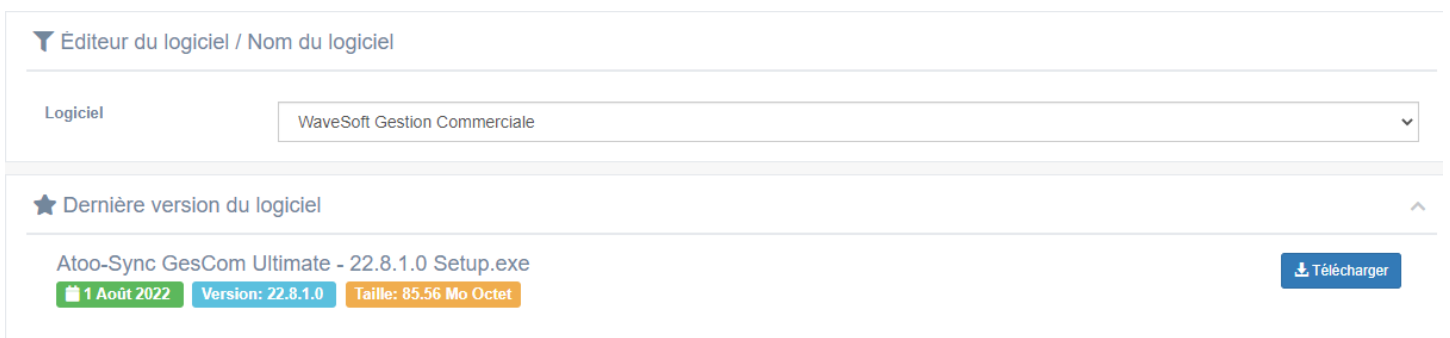 Éditeur du logiciel / Nom du logiciel
Logiciel
WaveSoft Gestion Commerciale
Dernière version du logiciel
Atoo-Sync GesCom Ultimate - 22.8.1.0 Setup.exe
Télécharger
1 Août 2022 Version: 22.8.1.0 Taille: 85.56 Mo Octet